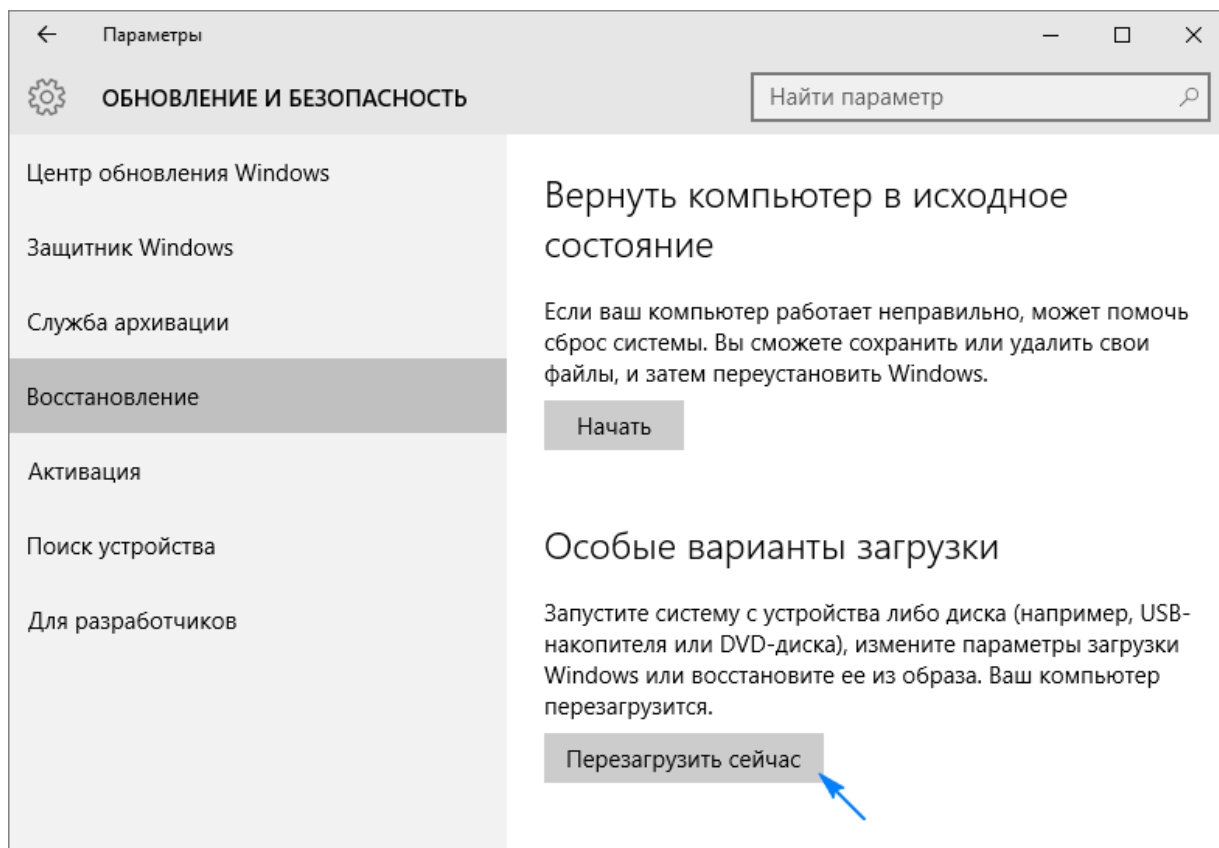 Параметры
ОБНОВЛЕНИЕ И БЕЗОПАСНОСТЬ
Найти параметр
Центр обновления Windows
Защитник Windows
Служба архивации
Восстановление
Активация
Поиск устройства
Для разработчиков
Вернуть компьютер в исходное
состояние
Если ваш компьютер работает неправильно, может помочь
сброс системы. Вы сможете сохранить или удалить свои
файлы, и затем переустановить Windows.
Начать
Особые варианты загрузки
Запустите систему с устройства либо диска (например, USB-
накопителя или DVD-диска), измените параметры загрузки
Windows или восстановите ее из образа. Ваш компьютер
перезагрузится.
Перезагрузить сейчас